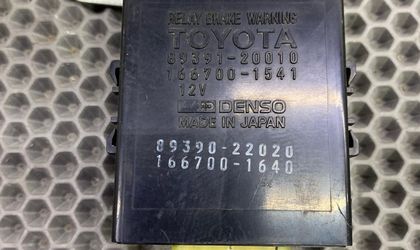 RELAY BRAKE WARNING
TOYOTA
89391-20010
166700-1541
12V
DENSO
MADE IN JAPAN
89390-22020
166700-1640